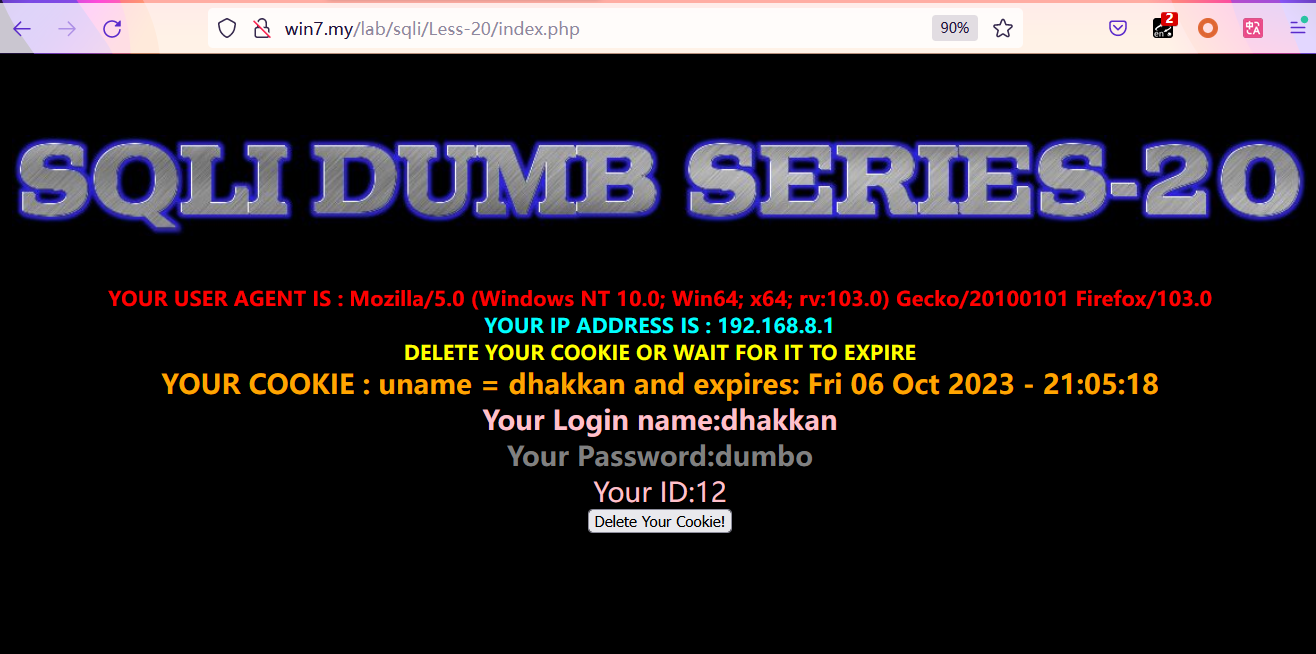 win7.my/lab/sqli/Less-20/index.php
90%
2
en
中A
SQLI DUMB SERIES-20
YOUR USER AGENT IS : Mozilla/5.0 (Windows NT 10.0; Win64; x64; rv:103.0) Gecko/20100101 Firefox/103.0
YOUR IP ADDRESS IS : 192.168.8.1
DELETE YOUR COOKIE OR WAIT FOR IT TO EXPIRE
YOUR COOKIE : uname = dhakkan and expires: Fri 06 Oct 2023 - 21:05:18
Your Login name:dhakkan
Your Password:dumbo
Your ID:12
Delete Your Cookie!